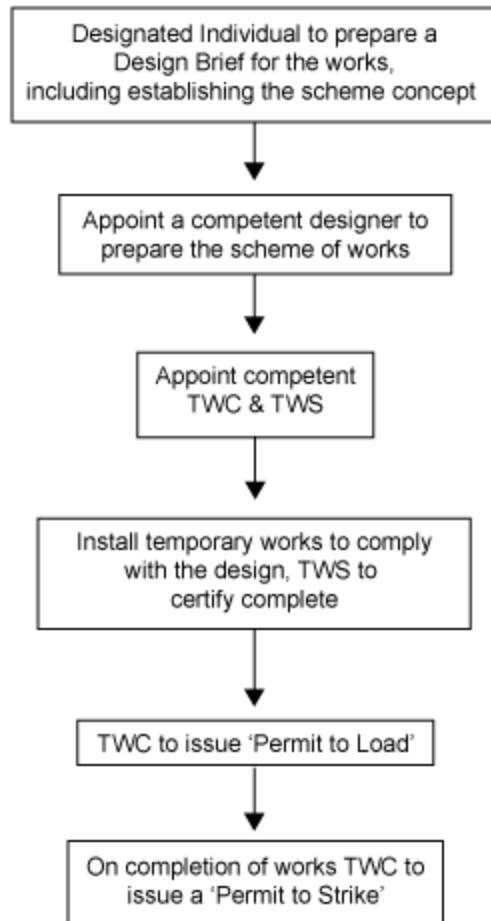 Designated Individual to prepare a
Design Brief for the works,
including establishing the scheme concept
Appoint a competent designer to
prepare the scheme of works
Appoint competent
TWC & TWS
Install temporary works to comply
with the design, TWS to
certify complete
TWC to issue ‘Permit to Load’
On completion of works TWC to
issue a ‘Permit to Strike’